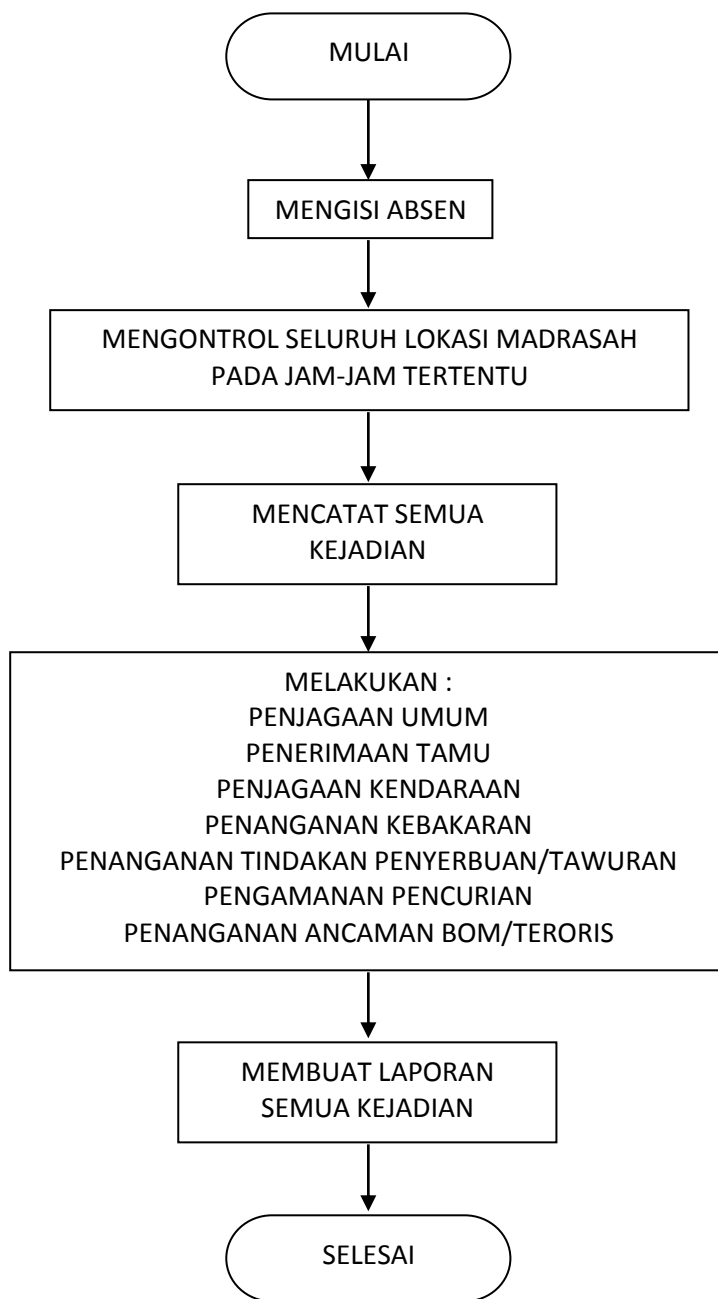 MULAI
MENGISI ABSEN
MENGONTROL SELURUH LOKASI MADRASAH
PADA JAM-JAM TERTENTU
MENCATAT SEMUA
KEJADIAN
MELAKUKAN :
PENJAGAAN UMUM
PENERIMAAN TAMU
PENJAGAAN KENDARAAN
PENANGANAN KEBAKARAN
PENANGANAN TINDAKAN PENYERBUAN/TAWURAN
PENGAMANAN PENCURIAN
PENANGANAN ANCAMAN BOM/TERORIS
MEMBUAT LAPORAN
SEMUA KEJADIAN
SELESAI